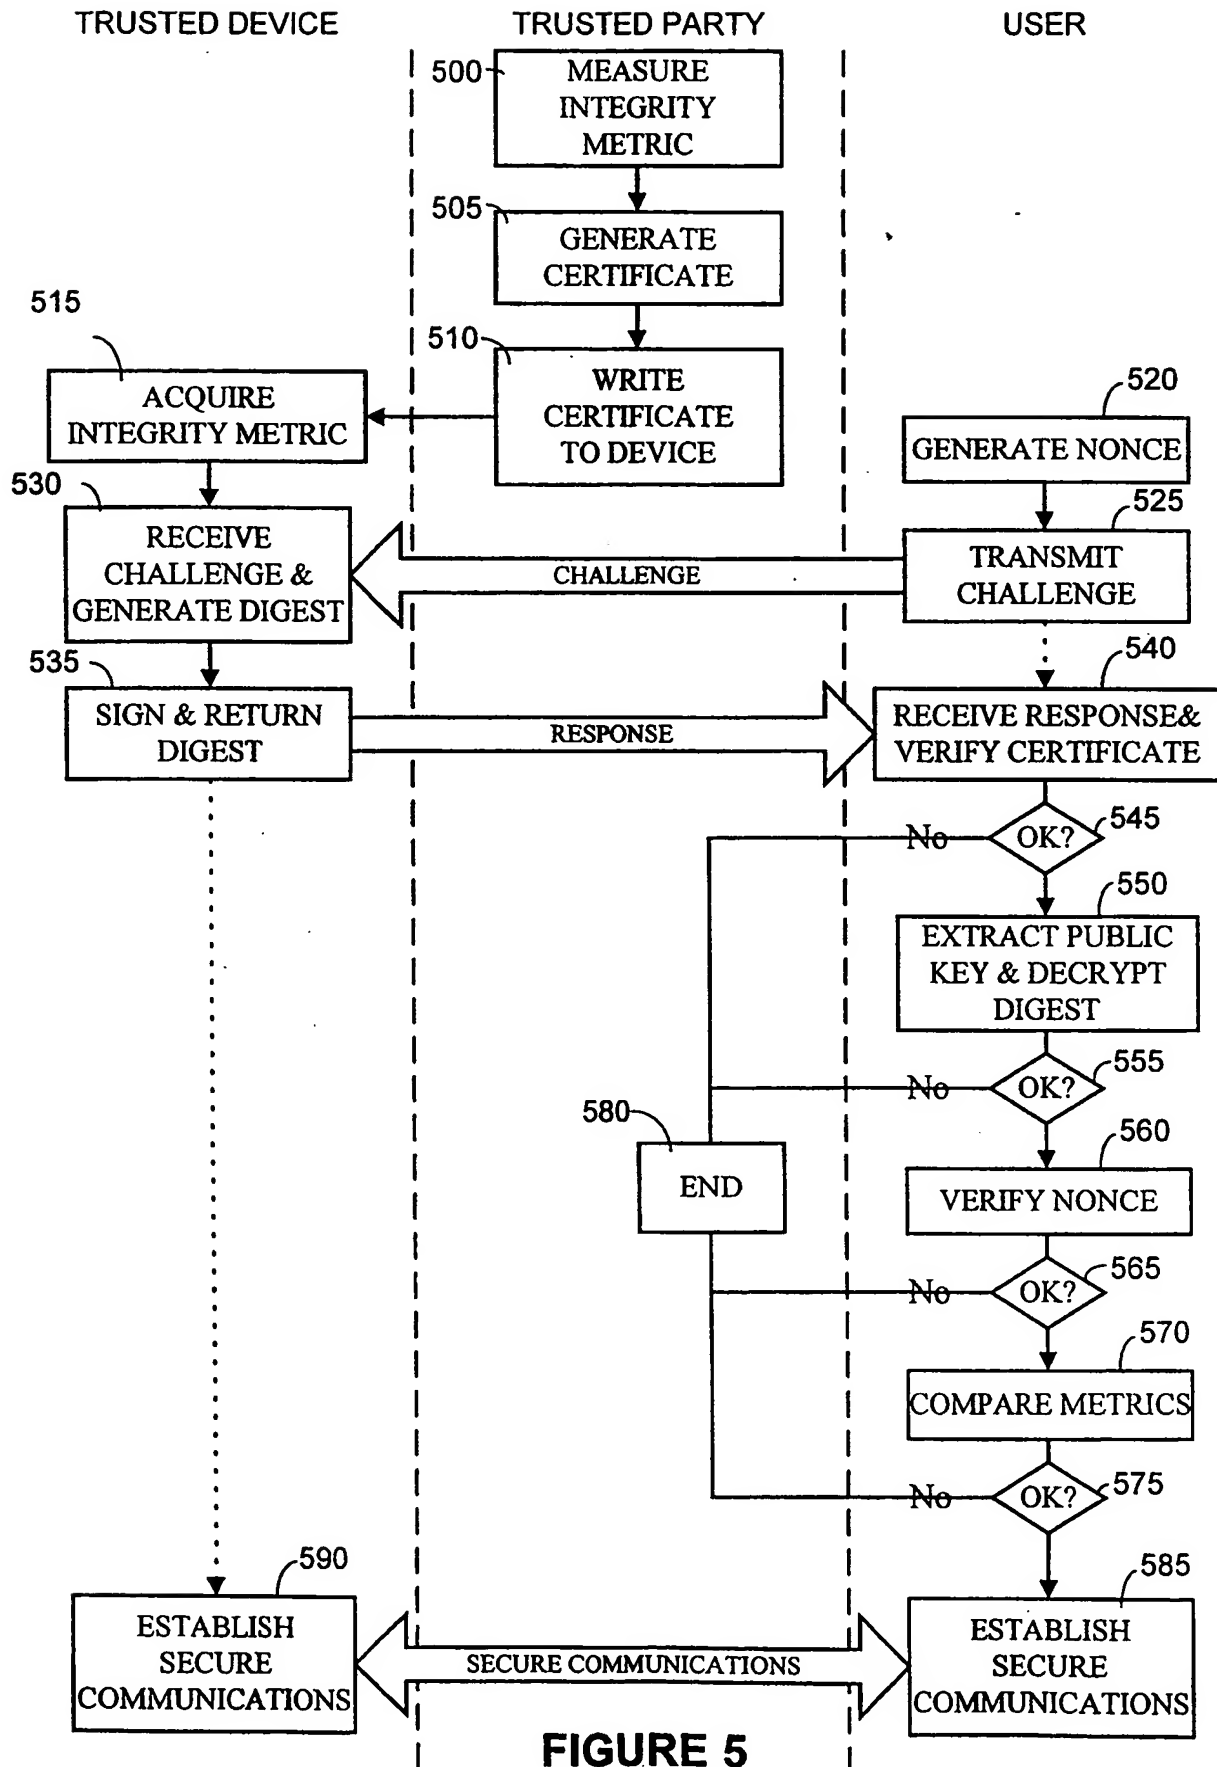 TRUSTED DEVICE
TRUSTED PARTY
USER
500
MEASURE
INTEGRITY
METRIC
505
GENERATE
CERTIFICATE
510
WRITE
CERTIFICATE
TO DEVICE
515
ACQUIRE
INTEGRITY METRIC
520
GENERATE NONCE
525
TRANSMIT
CHALLENGE
CHALLENGE
530
RECEIVE
CHALLENGE &
GENERATE DIGEST
535
SIGN & RETURN
DIGEST
RESPONSE
540
RECEIVE RESPONSE&
VERIFY CERTIFICATE
545
OK?
No
550
EXTRACT PUBLIC
KEY & DECRYPT
DIGEST
555
OK?
No
560
VERIFY NONCE
565
OK?
No
570
COMPARE METRICS
575
OK?
No
580
END
590
ESTABLISH
SECURE
COMMUNICATIONS
SECURE COMMUNICATIONS
585
ESTABLISH
SECURE
COMMUNICATIONS
FIGURE 5